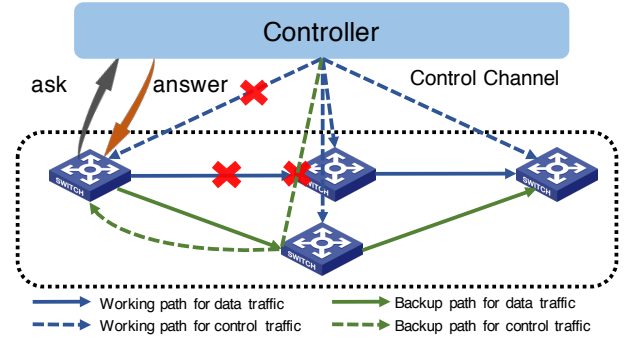 Controller
ask
answer
Control Channel
SWITCH
SWITCH
SWITCH
SWITCH
Working path for data traffic
Backup path for data traffic
Working path for control traffic
Backup path for control traffic